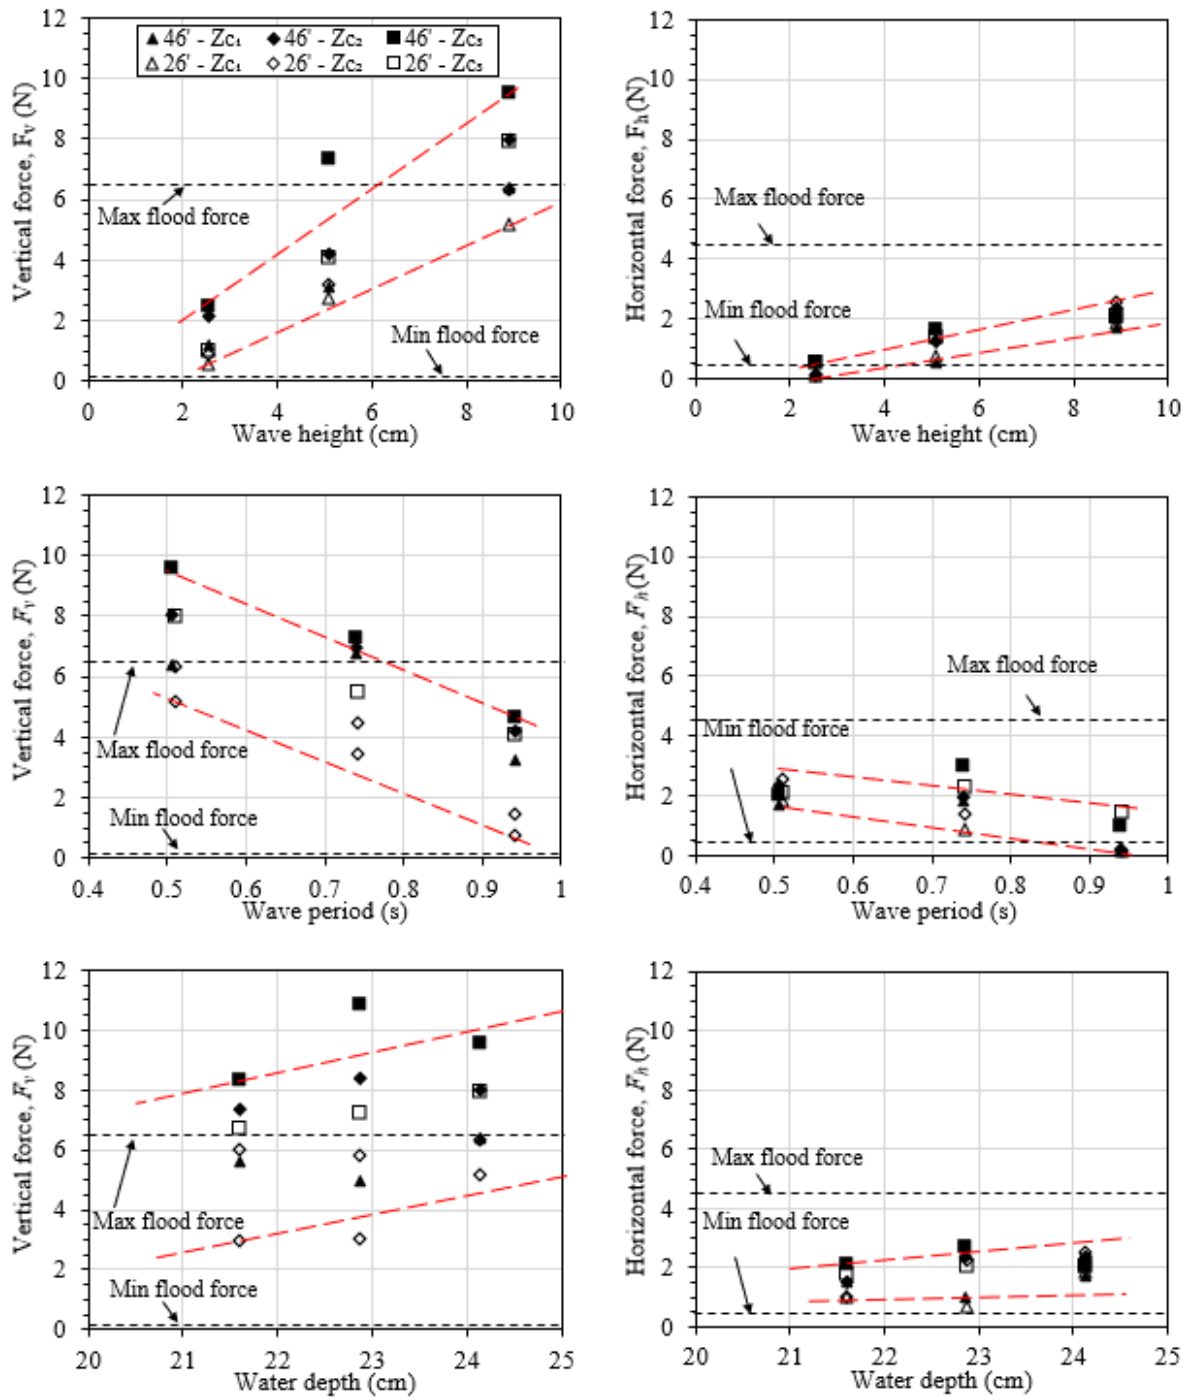 12
10
8
6
4
2
0
Vertical force, Fv (N)
46' - Zc₁ 46' - Zc₂ 46' - Zc₃
26' - Zc₁ 26' - Zc₂ 26' - Zc₃
Max flood force
Min flood force
0 2 4 6 8 10
Wave height (cm)
12
10
8
6
4
2
0
Horizontal force, Fh (N)
Max flood force
Min flood force
0 2 4 6 8 10
Wave height (cm)
12
10
8
6
4
2
0
Vertical force, Fv (N)
Max flood force
Min flood force
0.4 0.5 0.6 0.7 0.8 0.9 1
Wave period (s)
12
10
8
6
4
2
0
Horizontal force, Fh (N)
Max flood force
Min flood force
0.4 0.5 0.6 0.7 0.8 0.9 1
Wave period (s)
12
10
8
6
4
2
0
Vertical force, Fv (N)
Max flood force
Min flood force
20 21 22 23 24 25
Water depth (cm)
12
10
8
6
4
2
0
Horizontal force, Fh (N)
Max flood force
Min flood force
20 21 22 23 24 25
Water depth (cm)